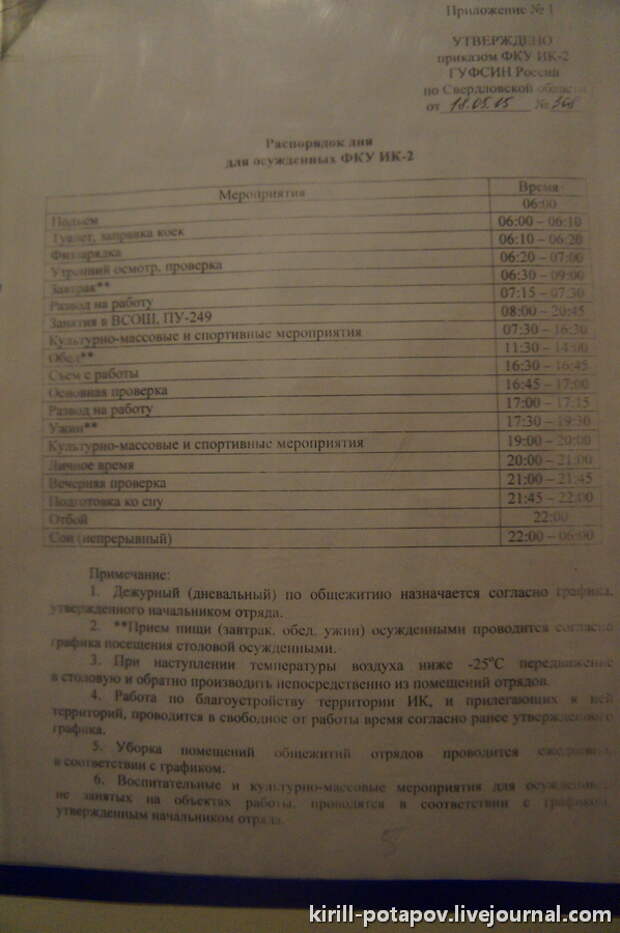 Приложение № 1
УТВЕРЖДЕНО
приказом ФКУ ИК-2
ГУФСИН России
по Свердловской области
от 18.05.15 № 368
Распорядок дня
для осужденных ФКУ ИК-2
Мероприятия Время
Подъем 06:00
Туалет, заправка коек 06:00 – 06:10
Физзарядка 06:10 – 06:20
Утренний осмотр, проверка 06:20 – 07:00
Завтрак** 06:30 – 09:00
Развод на работу 07:15 – 07:30
Занятия в ВСОШ, ПУ-249 08:00 – 20:45
Культурно-массовые и спортивные мероприятия 07:30 – 16:30
Обед** 11:30 – 14:00
Съем с работы 16:30 – 16:45
Основная проверка 16:45 – 17:00
Развод на работу 17:00 – 17:15
Ужин** 17:30 – 19:30
Культурно-массовые и спортивные мероприятия 19:00 – 20:00
Личное время 20:00 – 21:00
Вечерняя проверка 21:00 – 21:45
Подготовка ко сну 21:45 – 22:00
Отбой 22:00
Сон (непрерывный) 22:00 – 06:00
Примечание:
1. Дежурный (дневальный) по общежитию назначается согласно графика,
утвержденного начальником отряда.
2. **Прием пищи (завтрак, обед, ужин) осужденными проводится согласно
графика посещения столовой осужденными.
3. При наступлении температуры воздуха ниже -25°С передвижение
в столовую и обратно производить непосредственно из помещений отрядов.
4. Работа по благоустройству территории ИК, и прилегающих к ней
территорий, проводится в свободное от работы время согласно ранее утвержденного
графика.
5. Уборка помещений общежитий отрядов проводится ежедневно,
в соответствии с графиком.
6. Воспитательные и культурно-массовые мероприятия для осужденных
не занятых на объектах работы, проводятся в соответствии с графиком,
утвержденным начальником отряда.
5
kirill-potapov.livejournal.com